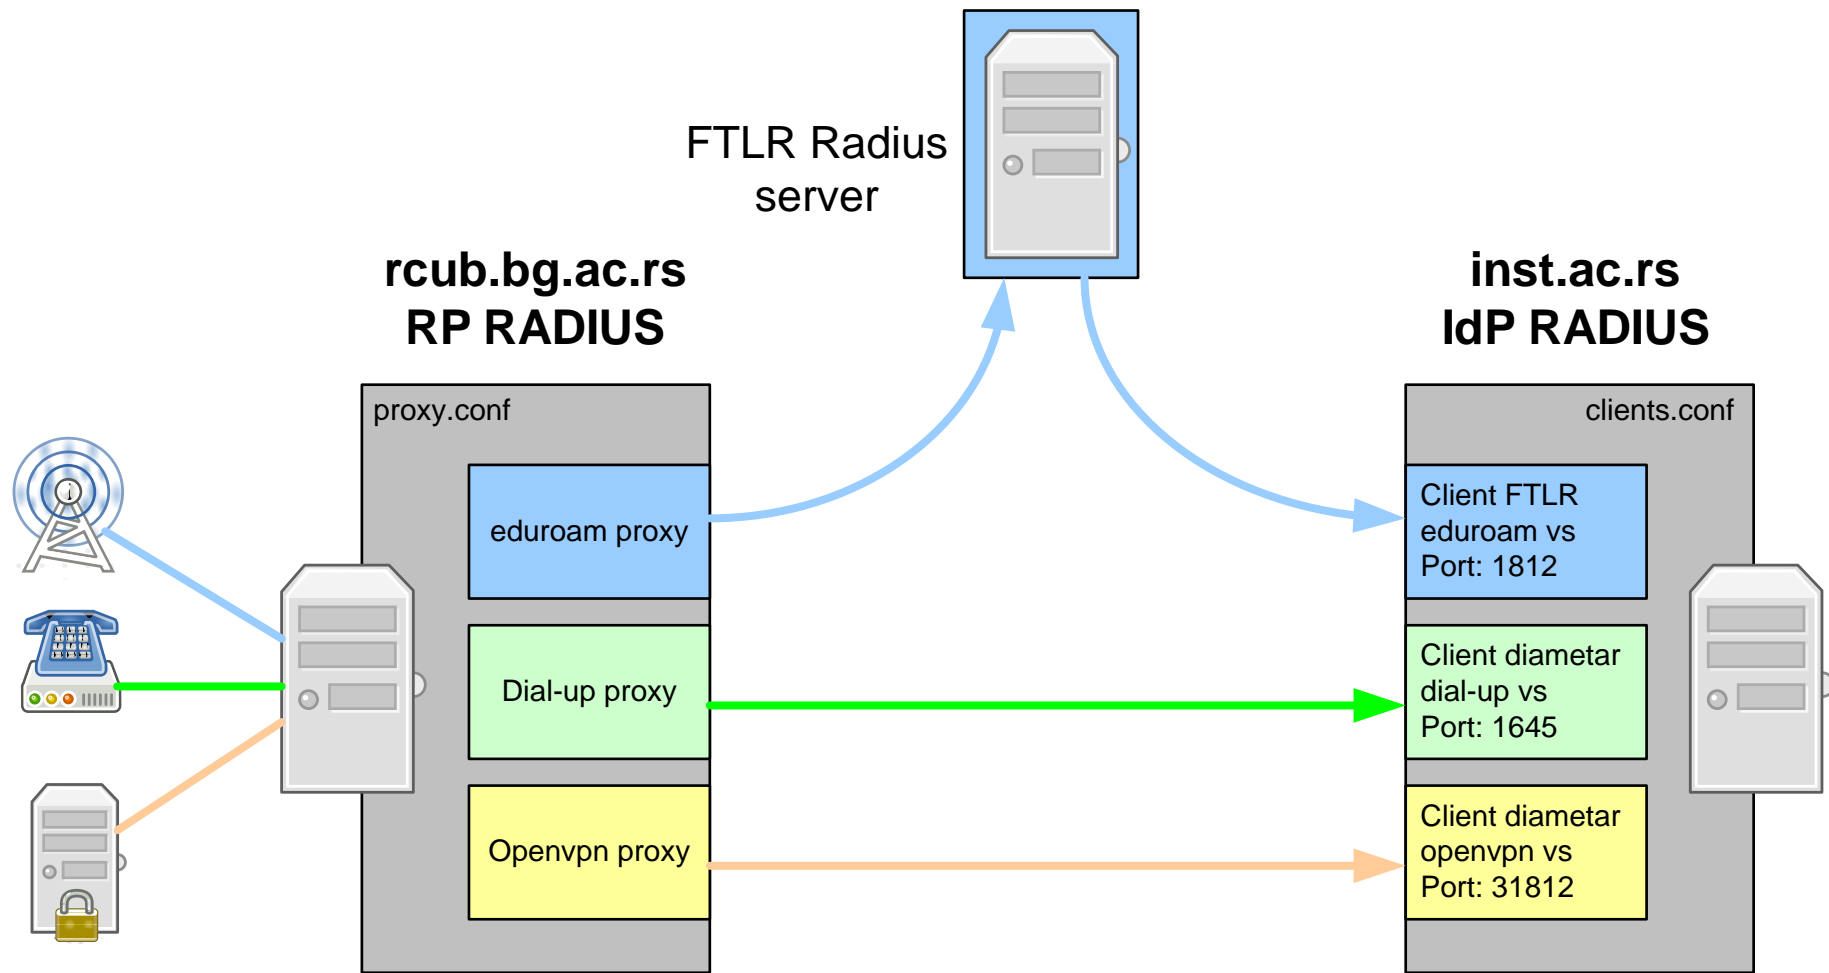 FTLR Radius
server
rcub.bg.ac.rs
RP RADIUS
inst.ac.rs
IdP RADIUS
proxy.conf
eduroam proxy
Dial-up proxy
Openvpn proxy
clients.conf
Client FTLR
eduroam vs
Port: 1812
Client diametar
dial-up vs
Port: 1645
Client diametar
openvpn vs
Port: 31812